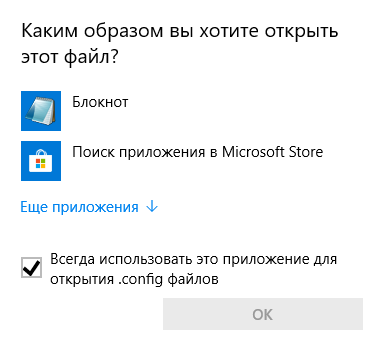 Каким образом вы хотите открыть
этот файл?
Блокнот
Поиск приложения в Microsoft Store
Еще приложения
Всегда использовать это приложение для
открытия .config файлов
ОК